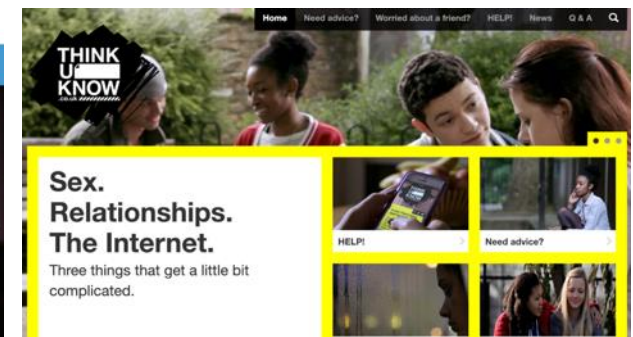 Home Need advice? Worried about a friend? HELP! News Q & A
THINK
U
KNOW
.co.uk
Sex.
Relationships.
The Internet.
Three things that get a little bit
complicated.
HELP!
Need advice?